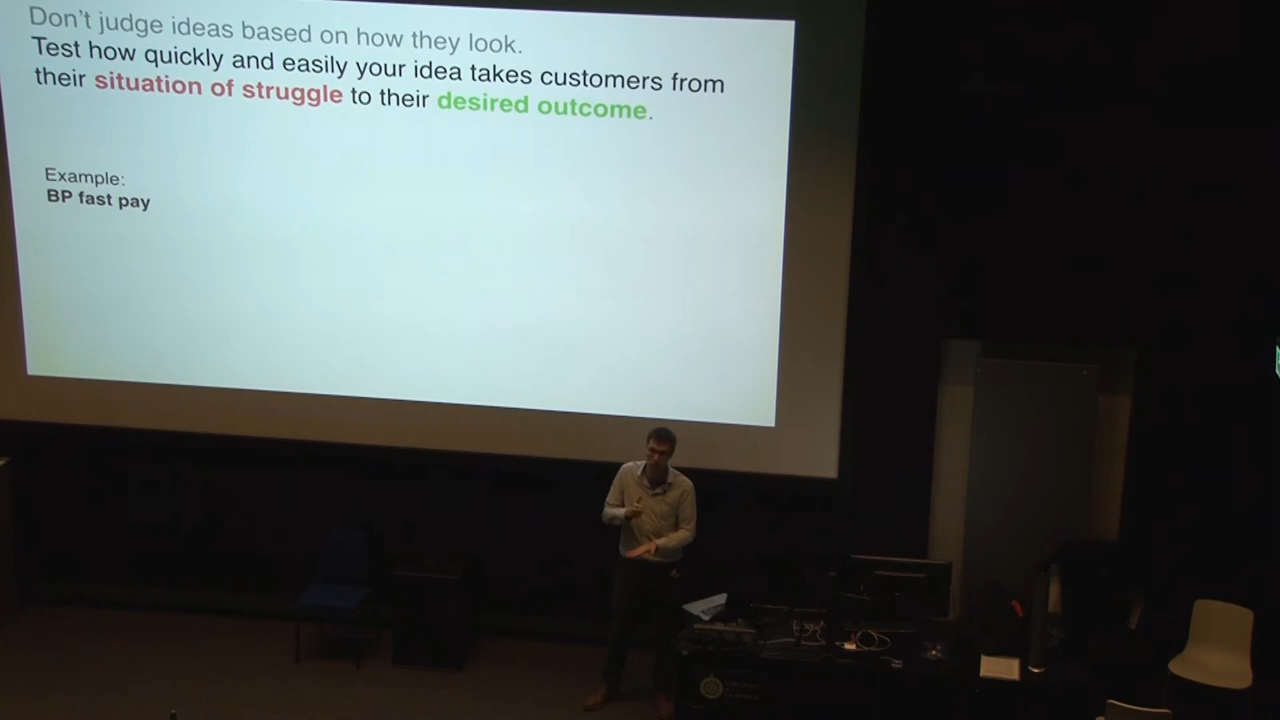 Don't judge ideas based on how they look.
Test how quickly and easily your idea takes customers from
their situation of struggle to their desired outcome.
Example:
BP fast pay